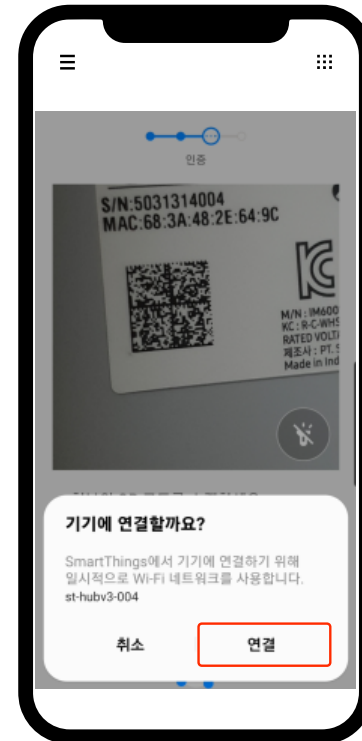 인증
S/N:5031314004
MAC:68:3A:48:2E:64:9C
M/N : IM600
KC : R-C-WHS
RATED VOLT
제조사 : PT.
Made in Ind
기기에 연결할까요?
SmartThings에서 기기에 연결하기 위해
일시적으로 Wi-Fi 네트워크를 사용합니다.
st-hubv3-004
취소
연결